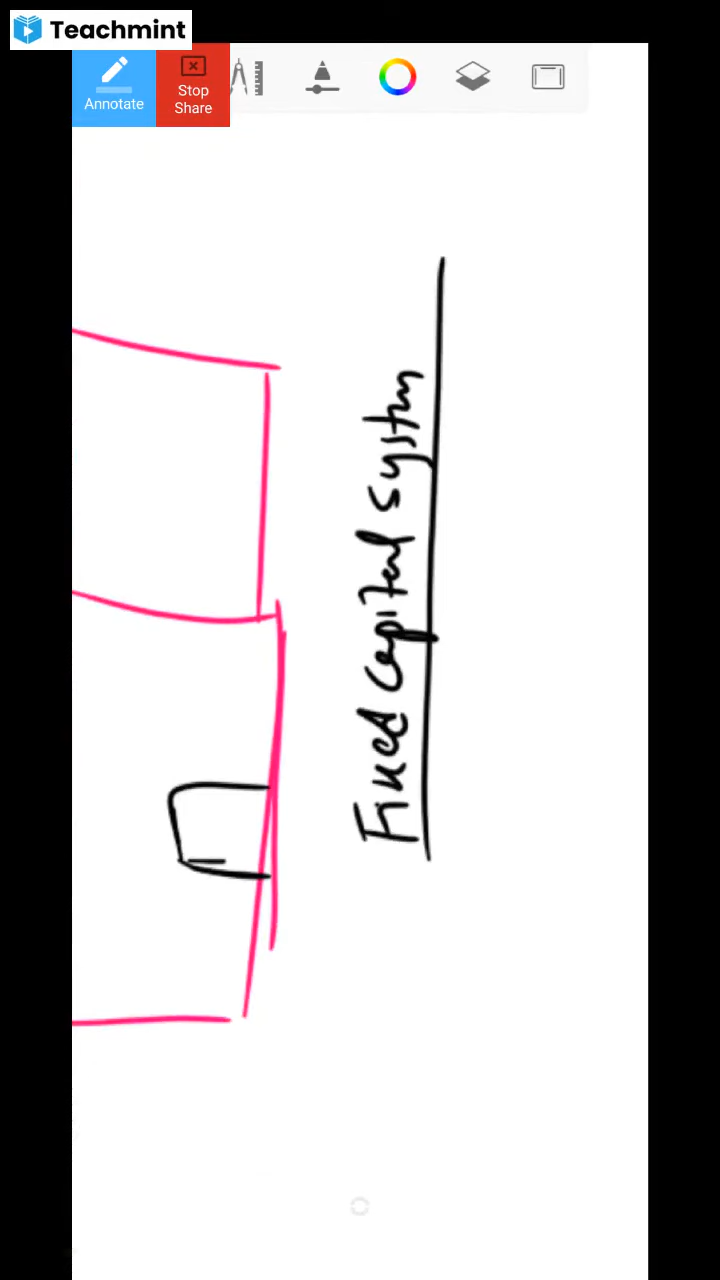 Teachmint
Annotate
Stop
Share
Fixed capital system